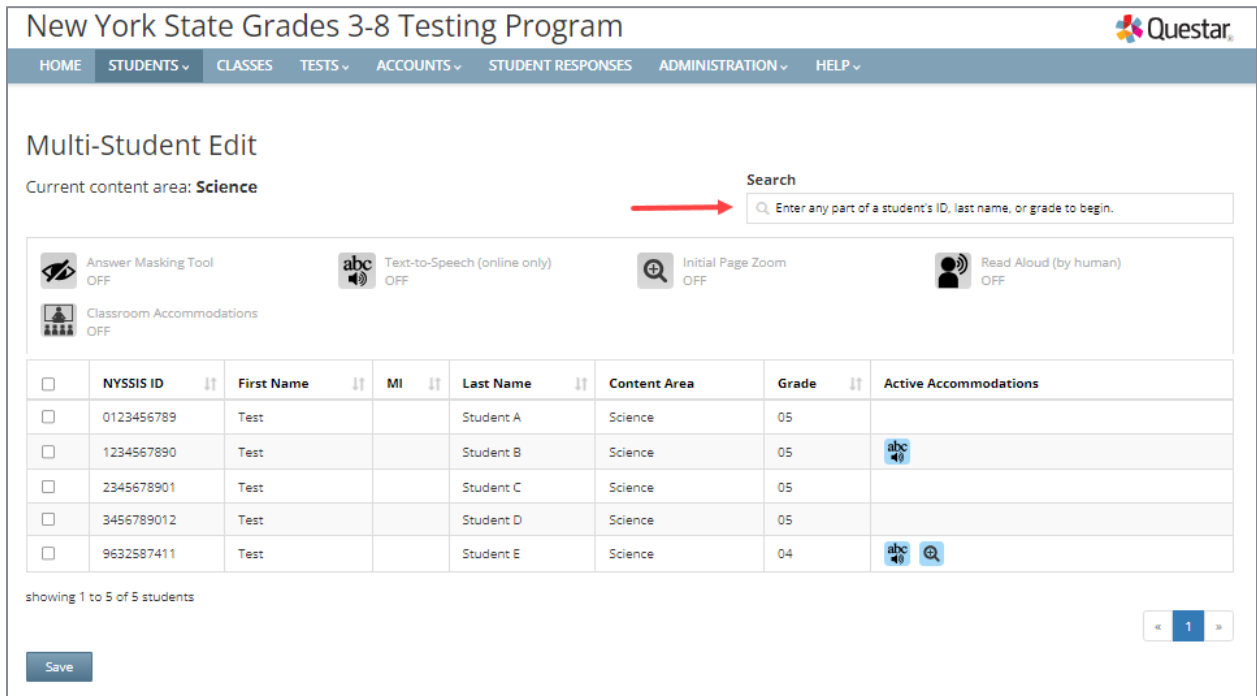 New York State Grades 3-8 Testing Program
Questar
HOME STUDENTS CLASSES TESTS ACCOUNTS STUDENT RESPONSES ADMINISTRATION HELP
Multi-Student Edit
Current content area: Science
Search
Enter any part of a student's ID, last name, or grade to begin.
Answer Masking Tool
OFF
abc
Text-to-Speech (online only)
OFF
Initial Page Zoom
OFF
Read Aloud (by human)
OFF
Classroom Accommodations
OFF
NYSSIS ID First Name MI Last Name Content Area Grade Active Accommodations
0123456789 Test Student A Science 05
1234567890 Test Student B Science 05 abc
2345678901 Test Student C Science 05
3456789012 Test Student D Science 05
9632587411 Test Student E Science 04 abc
showing 1 to 5 of 5 students
« 1 »
Save